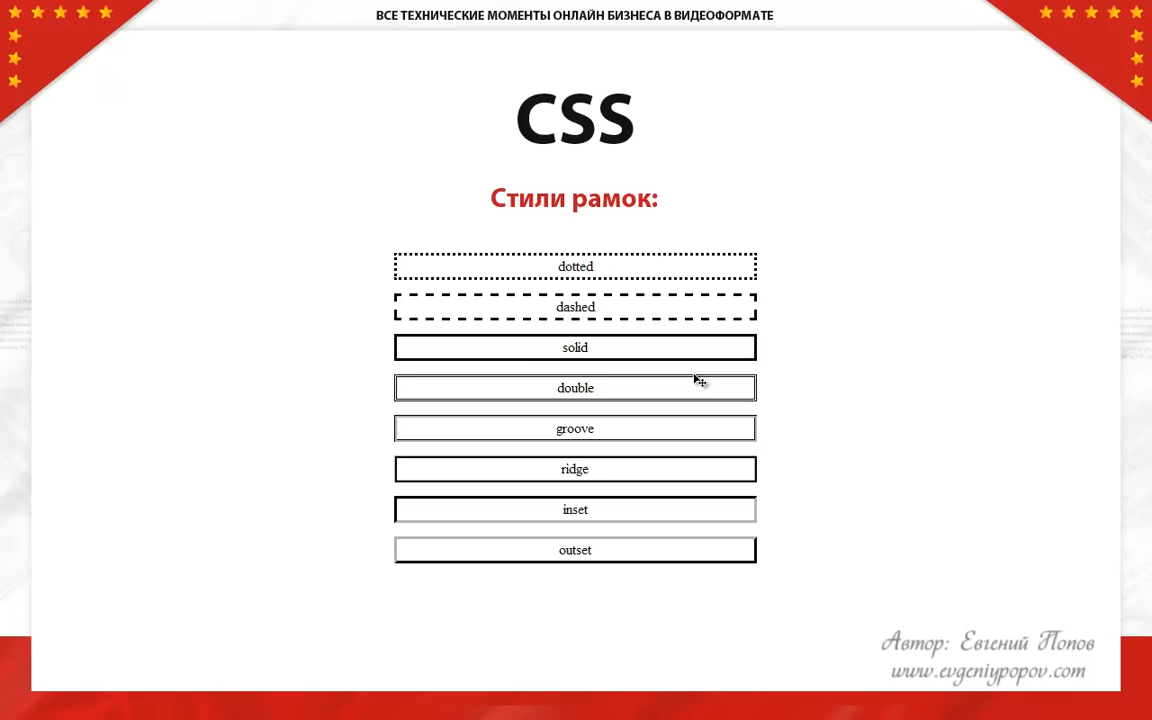 ВСЕ ТЕХНИЧЕСКИЕ МОМЕНТЫ ОНЛАЙН БИЗНЕСА В ВИДЕОФОРМАТЕ
CSS
Стили рамок:
dotted
dashed
solid
double
groove
ridge
inset
outset
Автор: Евгений Попов
www.evgeniypopov.com